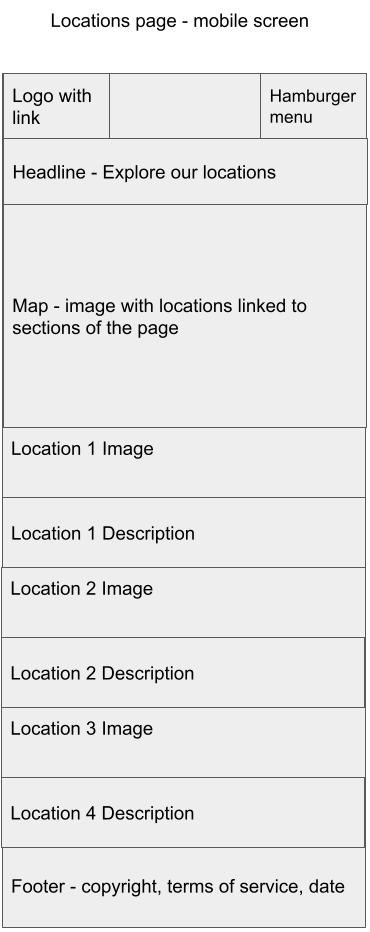 Locations page - mobile screen
Logo with
link
Hamburger
menu
Headline - Explore our locations
Map - image with locations linked to
sections of the page
Location 1 Image
Location 1 Description
Location 2 Image
Location 2 Description
Location 3 Image
Location 4 Description
Footer - copyright, terms of service, date